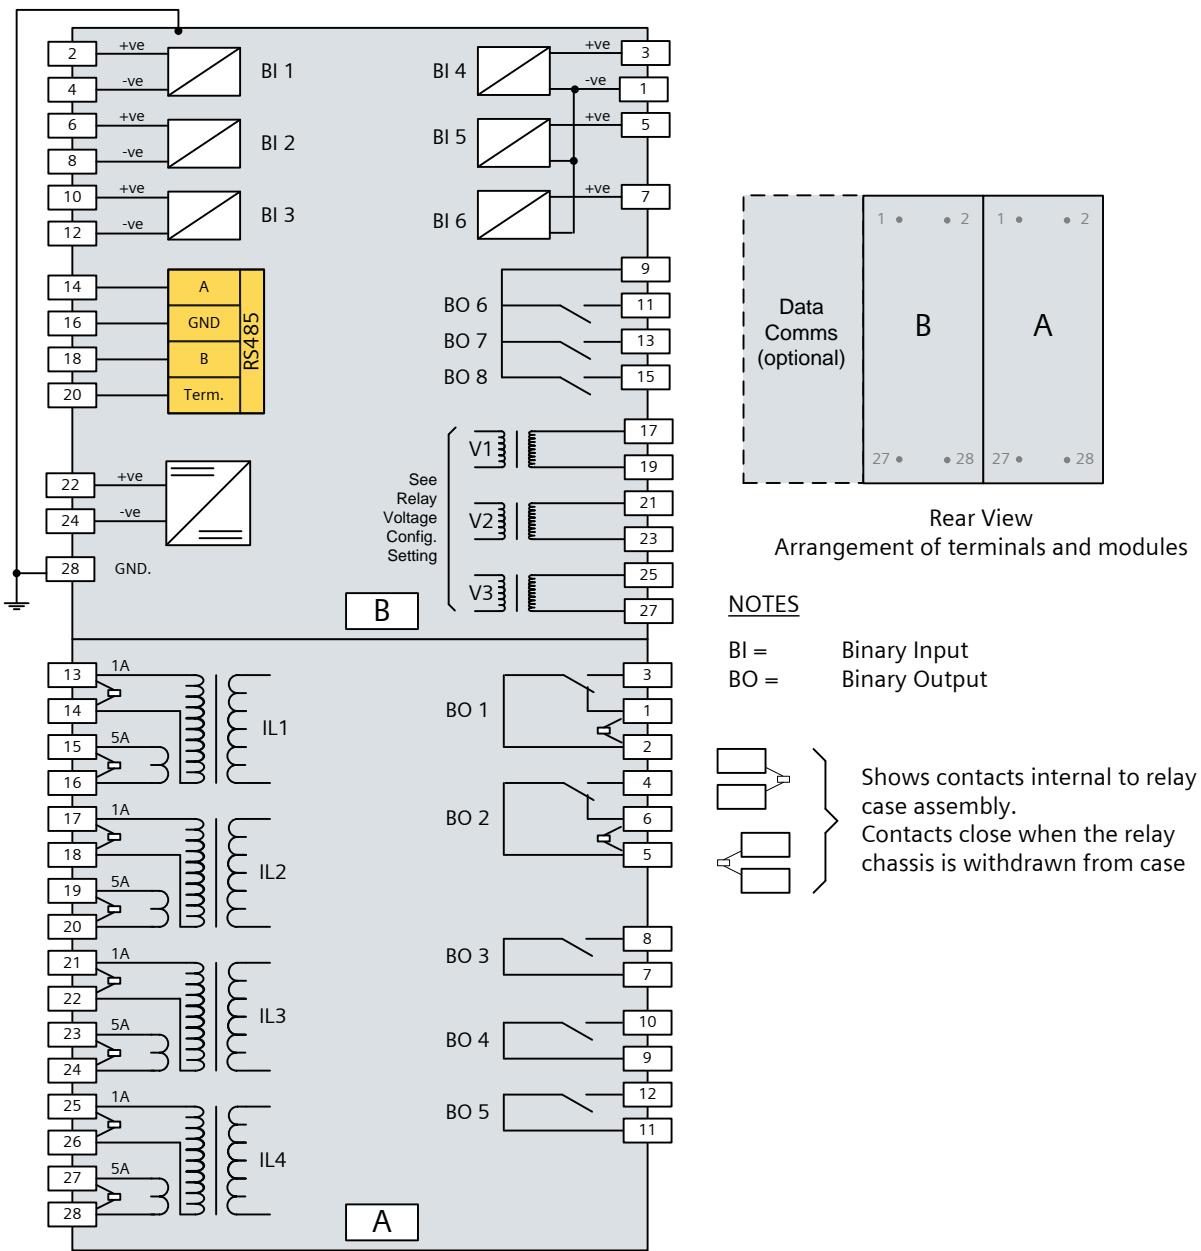 2 +ve
BI 1
4 -ve
6 +ve
BI 2
8 -ve
10 +ve
BI 3
12 -ve
14 A
16 GND
18 B
20 Term.
RS485
22 +ve
24 -ve
28 GND.
+ve 3
BI 4
-ve 1
+ve 5
BI 5
+ve 7
BI 6
9
BO 6 11
BO 7 13
BO 8 15
See
Relay
Voltage
Config.
Setting
V1 17
19
V2 21
23
V3 25
27
B
13 1A
14
IL1
15 5A
16
17 1A
18
IL2
19 5A
20
21 1A
22
IL3
23 5A
24
25 1A
26
IL4
27 5A
28
3
BO 1 1
2
4
BO 2 6
5
8
BO 3
7
10
BO 4
9
12
BO 5
11
A
1 2 1 2
Data
Comms
(optional)
B A
27 28 27 28
Rear View
Arrangement of terminals and modules
NOTES
BI = Binary Input
BO = Binary Output
Shows contacts internal to relay
case assembly.
Contacts close when the relay
chassis is withdrawn from case